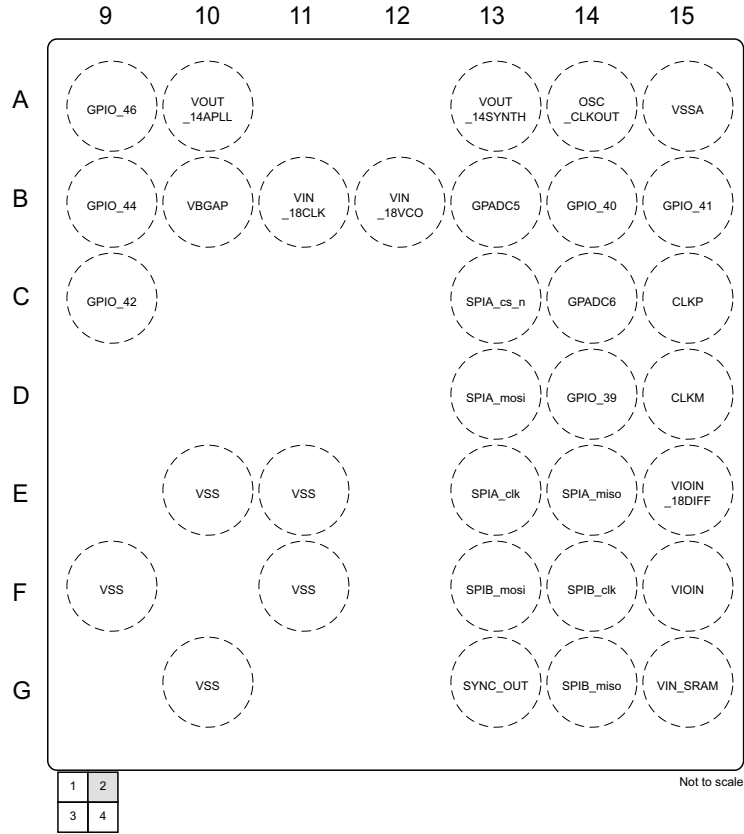 9 10 11 12 13 14 15
A GPIO_46 VOUT _14APLL VOUT _14SYNTH OSC _CLKOUT VSSA
B GPIO_44 VBGAP VIN _18CLK VIN _18VCO GPADC5 GPIO_40 GPIO_41
C GPIO_42 SPIA_cs_n GPADC6 CLKP
D SPIA_mosi GPIO_39 CLKM
E VSS VSS SPIA_clk SPIA_miso VIOIN _18DIFF
F VSS VSS SPIB_mosi SPIB_clk VIOIN
G VSS SYNC_OUT SPIB_miso VIN_SRAM
Not to scale
1 2
3 4